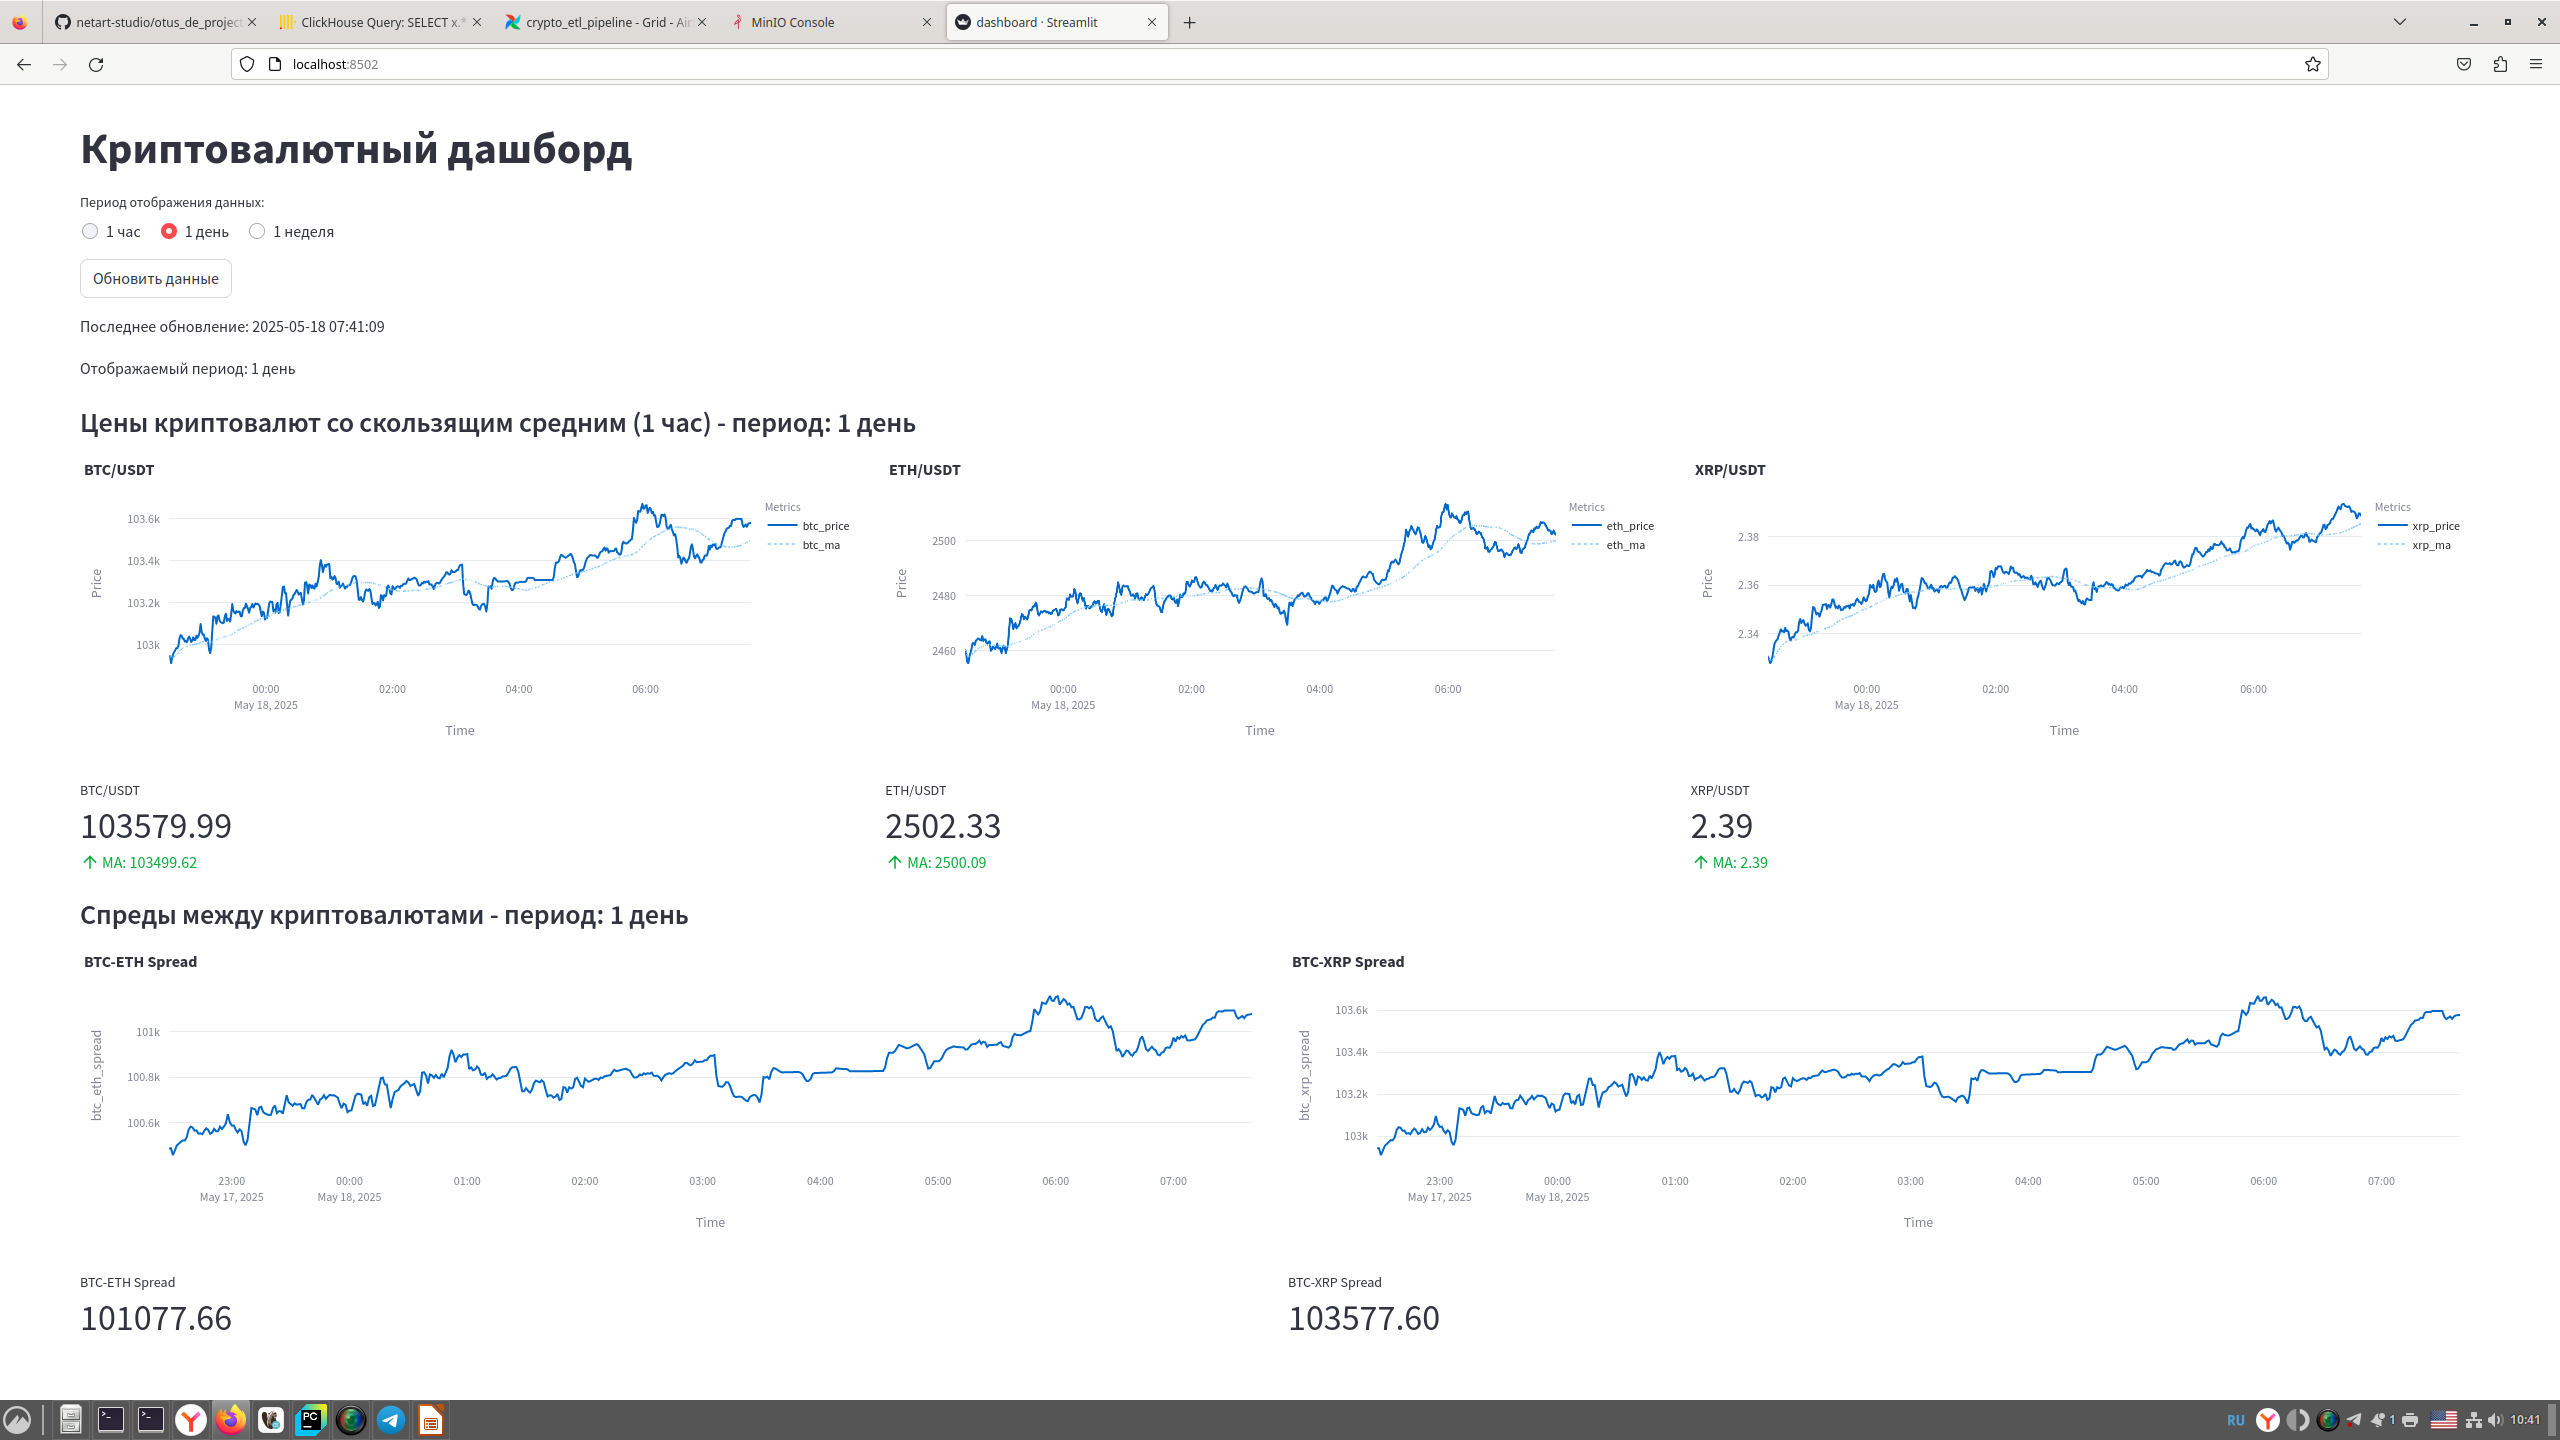 netart-studio/otus_de_project
ClickHouse Query: SELECT x.*
crypto_etl_pipeline - Grid - Air
MinIO Console
dashboard · Streamlit
localhost:8502
Криптовалютный дашборд
Период отображения данных:
1 час 1 день 1 неделя
Обновить данные
Последнее обновление: 2025-05-18 07:41:09
Отображаемый период: 1 день
Цены криптовалют со скользящим средним (1 час) - период: 1 день
BTC/USDT
Metrics
btc_price
btc_ma
103.6k
103.4k
103.2k
103k
Price
00:00 02:00 04:00 06:00
May 18, 2025
Time
ETH/USDT
Metrics
eth_price
eth_ma
2500
2480
2460
Price
00:00 02:00 04:00 06:00
May 18, 2025
Time
XRP/USDT
Metrics
xrp_price
xrp_ma
2.38
2.36
2.34
Price
00:00 02:00 04:00 06:00
May 18, 2025
Time
BTC/USDT
103579.99
MA: 103499.62
ETH/USDT
2502.33
MA: 2500.09
XRP/USDT
2.39
MA: 2.39
Спреды между криптовалютами - период: 1 день
BTC-ETH Spread
101k
100.8k
100.6k
btc_eth_spread
23:00 00:00 01:00 02:00 03:00 04:00 05:00 06:00 07:00
May 17, 2025 May 18, 2025
Time
BTC-XRP Spread
103.6k
103.4k
103.2k
103k
btc_xrp_spread
23:00 00:00 01:00 02:00 03:00 04:00 05:00 06:00 07:00
May 17, 2025 May 18, 2025
Time
BTC-ETH Spread
101077.66
BTC-XRP Spread
103577.60
PC
RU
1
10:41